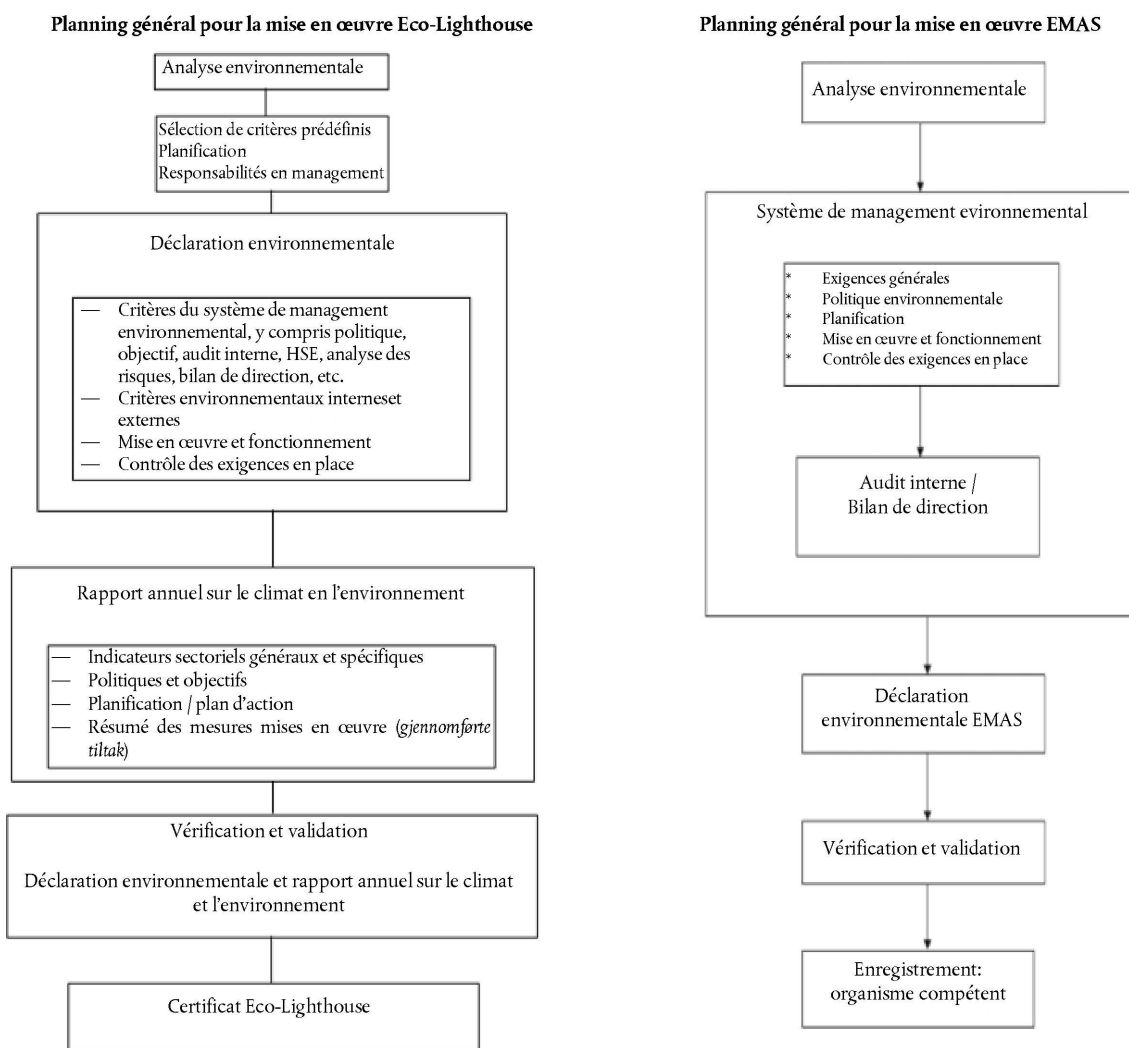 Planning général pour la mise en œuvre Eco-Lighthouse
Analyse environnementale
Sélection de critères prédéfinis
Planification
Responsabilités en management
Déclaration environnementale
— Critères du système de management
environnemental, y compris politique,
objectif, audit interne, HSE, analyse des
risques, bilan de direction, etc.
— Critères environnementaux interneset
externes
— Mise en œuvre et fonctionnement
— Contrôle des exigences en place
Rapport annuel sur le climat en l'environnement
— Indicateurs sectoriels généraux et spécifiques
— Politiques et objectifs
— Planification / plan d'action
— Résumé des mesures mises en œuvre (gjennomførte
tiltak)
Vérification et validation
Déclaration environnementale et rapport annuel sur le climat
et l'environnement
Certificat Eco-Lighthouse
Planning général pour la mise en œuvre EMAS
Analyse environnementale
Système de management evironnemental
* Exigences générales
* Politique environnementale
* Planification
* Mise en œuvre et fonctionnement
* Contrôle des exigences en place
Audit interne /
Bilan de direction
Déclaration
environnementale EMAS
Vérification et validation
Enregistrement:
organisme compétent